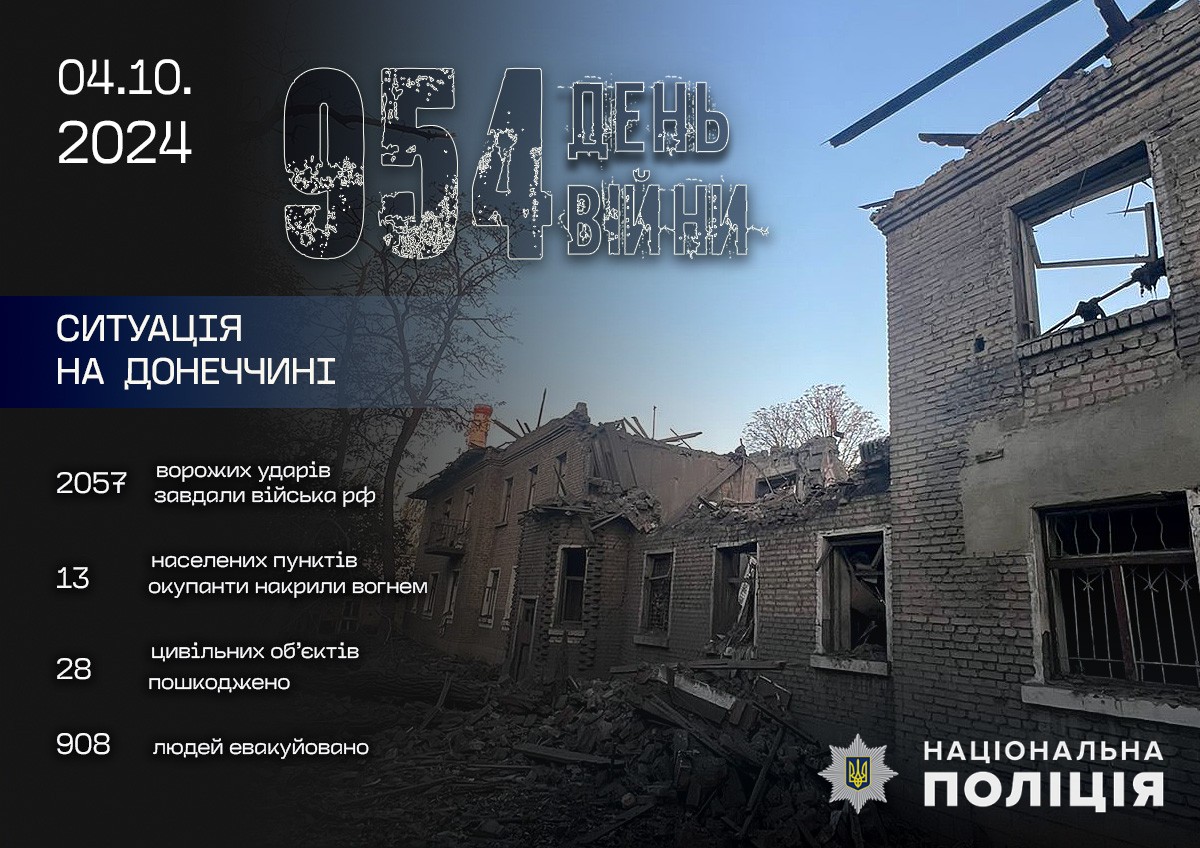 04.10.
2024
954
ДЕНЬ
ВІЙНИ
СИТУАЦІЯ
НА ДОНЕЧЧИНІ
2057 ворожих ударів
завдали війська рф
13 населених пунктів
окупанти накрили вогнем
28 цивільних об’єктів
пошкоджено
908 людей евакуйовано
НАЦІОНАЛЬНА
ПОЛІЦІЯ